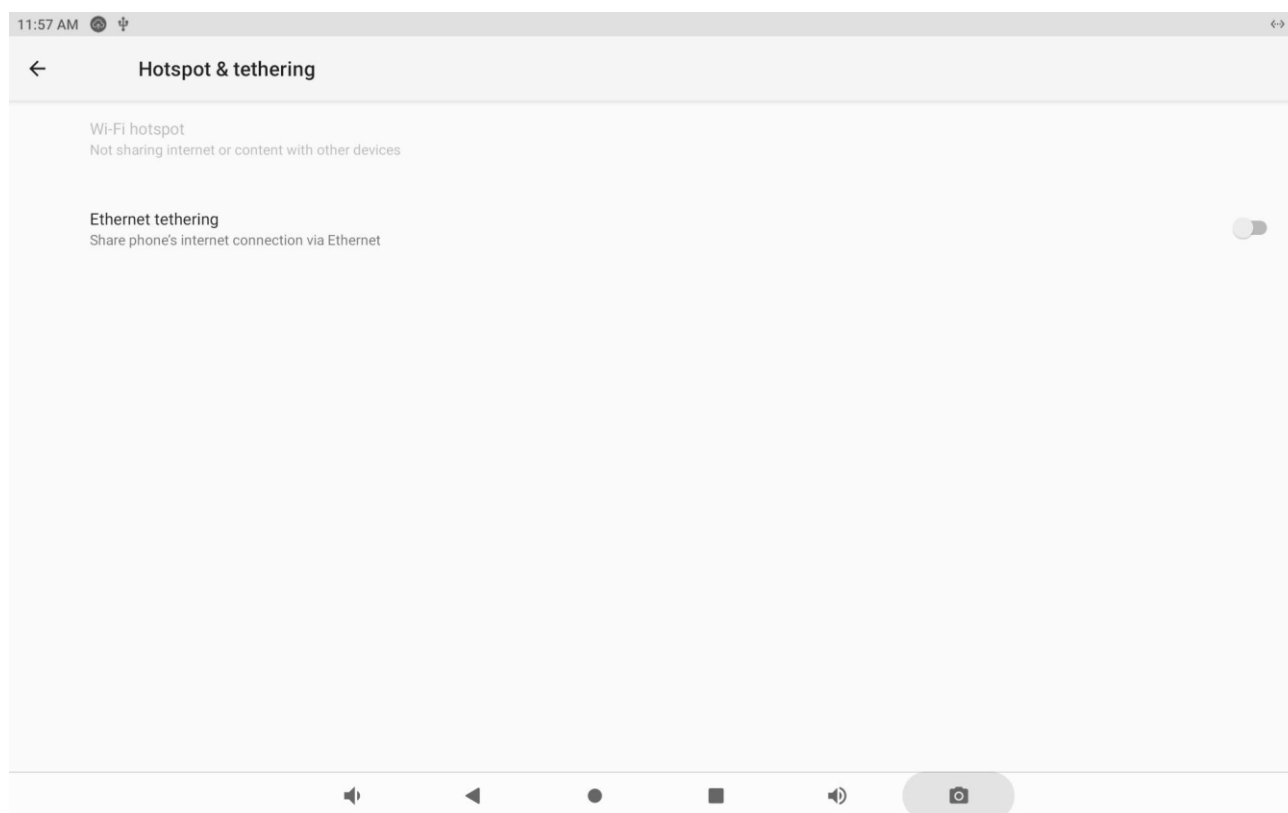 11:57 AM
Hotspot & tethering
Wi-Fi hotspot
Not sharing internet or content with other devices
Ethernet tethering
Share phone's internet connection via Ethernet